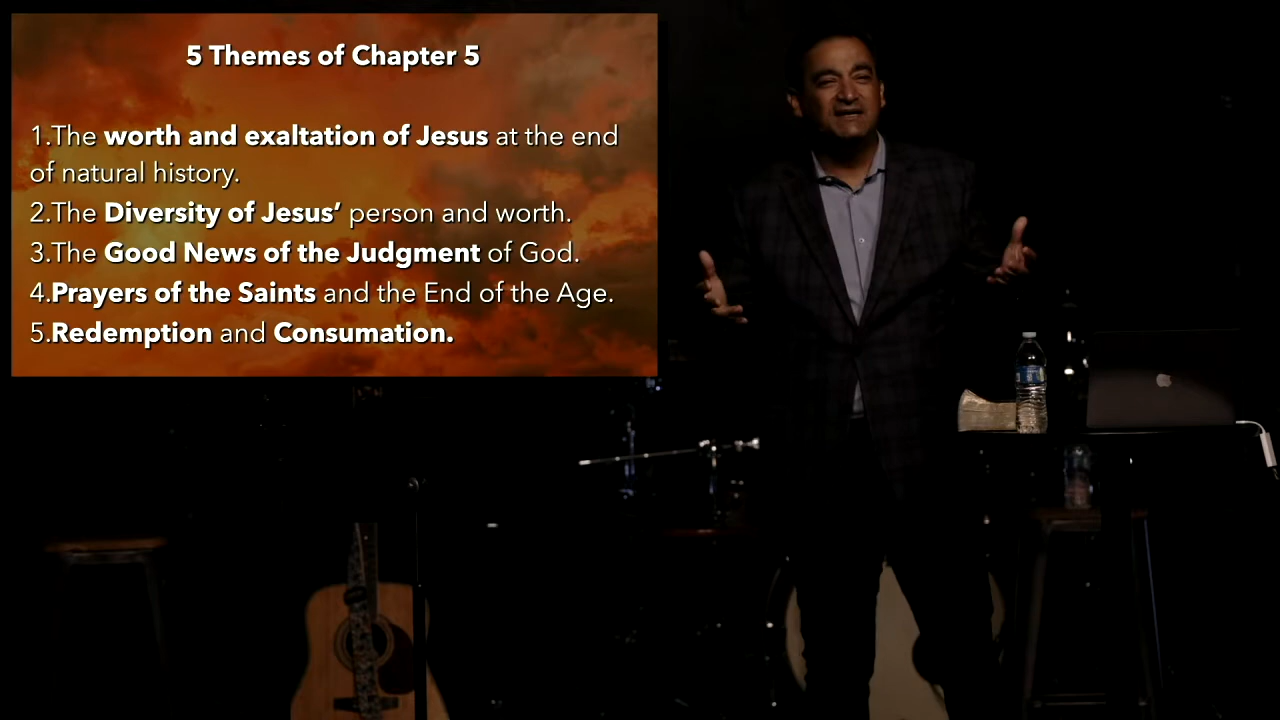 5 Themes of Chapter 5
1.The worth and exaltation of Jesus at the end
of natural history.
2.The Diversity of Jesus’ person and worth.
3.The Good News of the Judgment of God.
4.Prayers of the Saints and the End of the Age.
5.Redemption and Consumation.